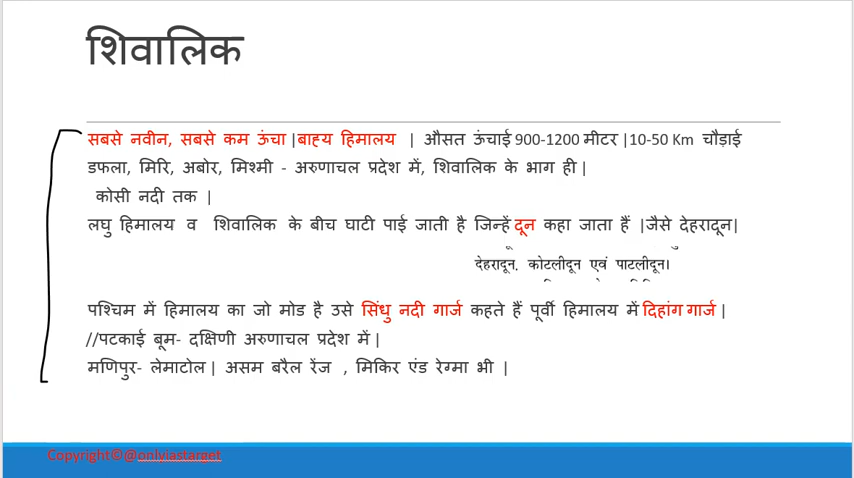 शिवालिक
सबसे नवीन, सबसे कम ऊंचा |बाह्य हिमालय | औसत ऊंचाई 900-1200 मीटर |10-50 Km चौड़ाई
डफला, मिरि, अबोर, मिश्मी - अरुणाचल प्रदेश में, शिवालिक के भाग ही |
कोसी नदी तक |
लघु हिमालय व शिवालिक के बीच घाटी पाई जाती है जिन्हें दून कहा जाता हैं |जैसे देहरादून|
देहरादून. कोटलीदून एवं पाटलीदून।
पश्चिम में हिमालय का जो मोड है उसे सिंधु नदी गार्ज कहते हैं पूर्वी हिमालय में दिहांग गार्ज |
//पटकाई बूम- दक्षिणी अरुणाचल प्रदेश में |
मणिपुर- लेमाटोल | असम बरैल रेंज , मिकिर एंड रेग्मा भी |
Copyright©@onlyiastarget